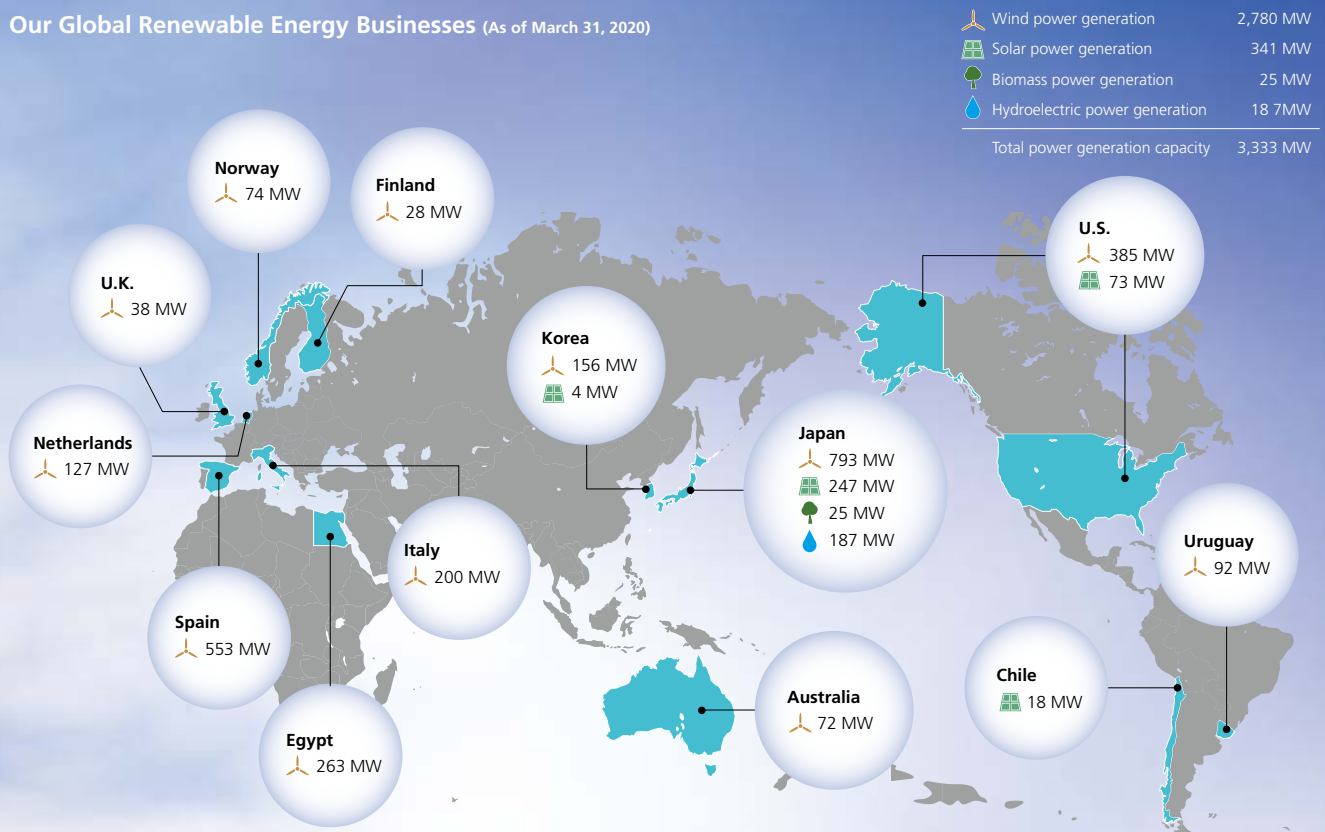 Our Global Renewable Energy Businesses (As of March 31, 2020)
Wind power generation 2,780 MW
Solar power generation 341 MW
Biomass power generation 25 MW
Hydroelectric power generation 18 7MW
Total power generation capacity 3,333 MW
Norway
74 MW
Finland
28 MW
U.S.
385 MW
73 MW
U.K.
38 MW
Korea
156 MW
4 MW
Netherlands
127 MW
Japan
793 MW
247 MW
25 MW
187 MW
Italy
200 MW
Uruguay
92 MW
Spain
553 MW
Chile
18 MW
Australia
72 MW
Egypt
263 MW